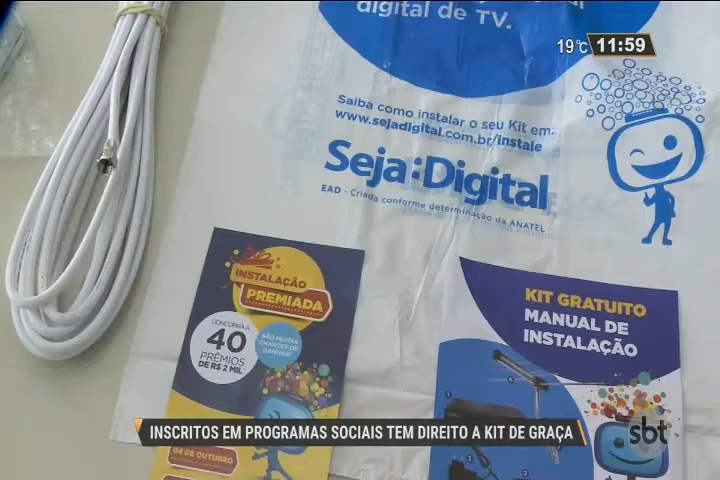 digital de TV.
19°C 11:59
Saiba como instalar o seu Kit em:
www.sejadigital.com.br/instale
Seja:Digital
EAD - Criada conforme determinação da ANATEL
INSTALAÇÃO
PREMIADA
CONCORRA A
40
PRÊMIOS
DE R$ 2 MIL
SÃO MUITAS
CHANCES DE
GANHAR!
04 DE OUTUBRO
KIT GRATUITO
MANUAL DE
INSTALAÇÃO
INSCRITOS EM PROGRAMAS SOCIAIS TEM DIREITO A KIT DE GRAÇA
sbt